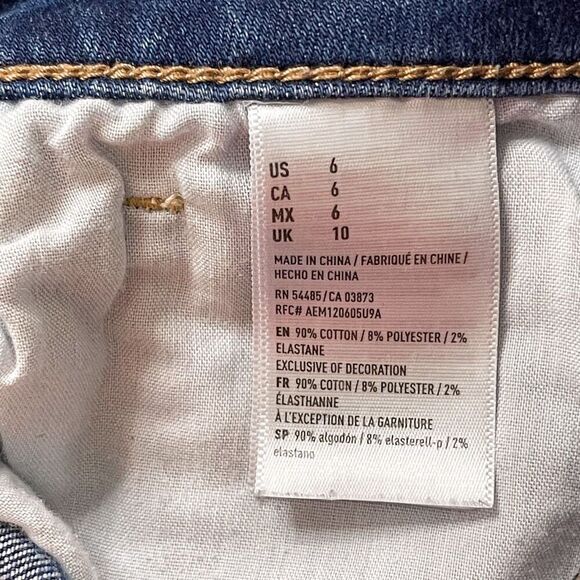 US 6
CA 6
MX 6
UK 10
MADE IN CHINA / FABRIQUÉ EN CHINE /
HECHO EN CHINA
RN 54485/CA 03873
RFC# AEM120605U9A
EN 90% COTTON / 8% POLYESTER / 2%
ELASTANE
EXCLUSIVE OF DECORATION
FR 90% COTON / 8% POLYESTER / 2%
ÉLASTHANNE
À L'EXCEPTION DE LA GARNITURE
SP 90% algodón / 8% elasterell-p / 2%
elastano